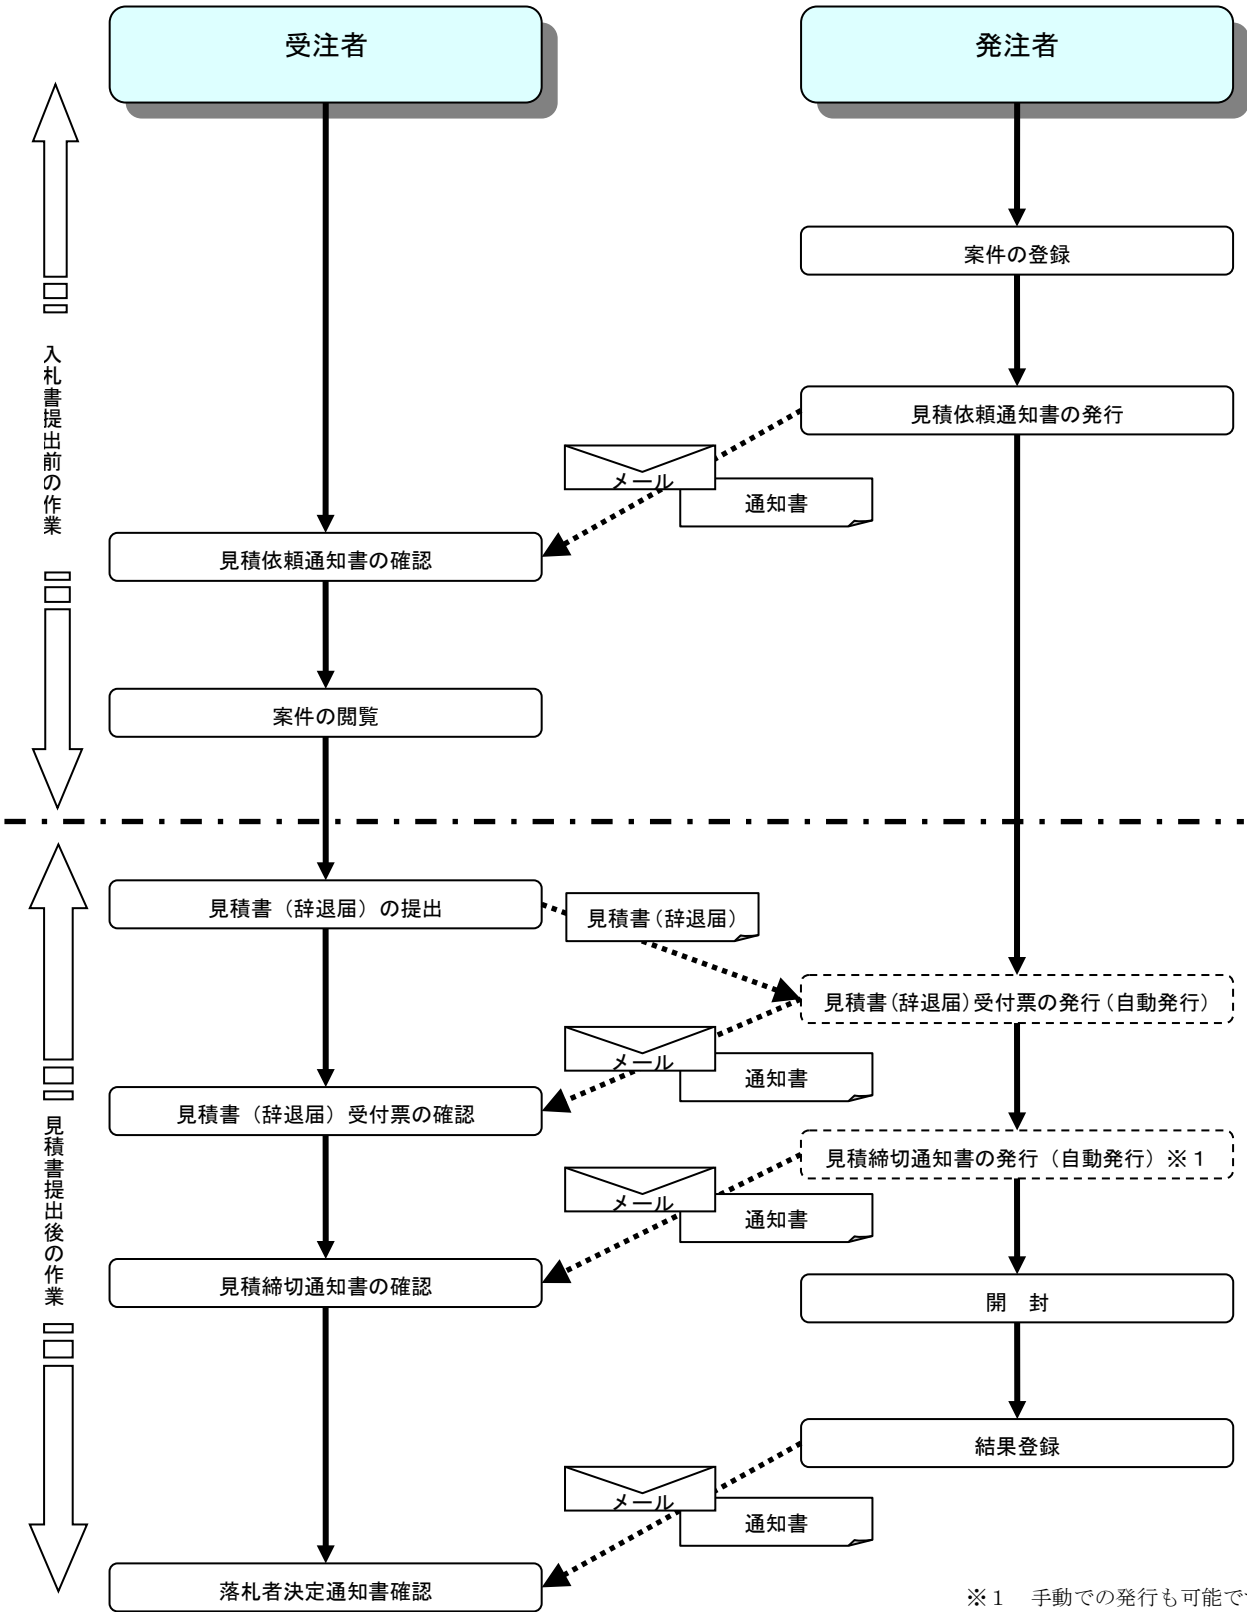 受注者
発注者
案件の登録
見積依頼通知書の発行
メール
通知書
見積依頼通知書の確認
案件の閲覧
入札書提出前の作業
見積書（辞退届）の提出
見積書（辞退届）
見積書（辞退届）受付票の発行（自動発行）
メール
通知書
見積書（辞退届）受付票の確認
見積締切通知書の発行（自動発行）※１
メール
通知書
見積締切通知書の確認
開　封
見積書提出後の作業
結果登録
メール
通知書
落札者決定通知書確認
※１　手動での発行も可能で